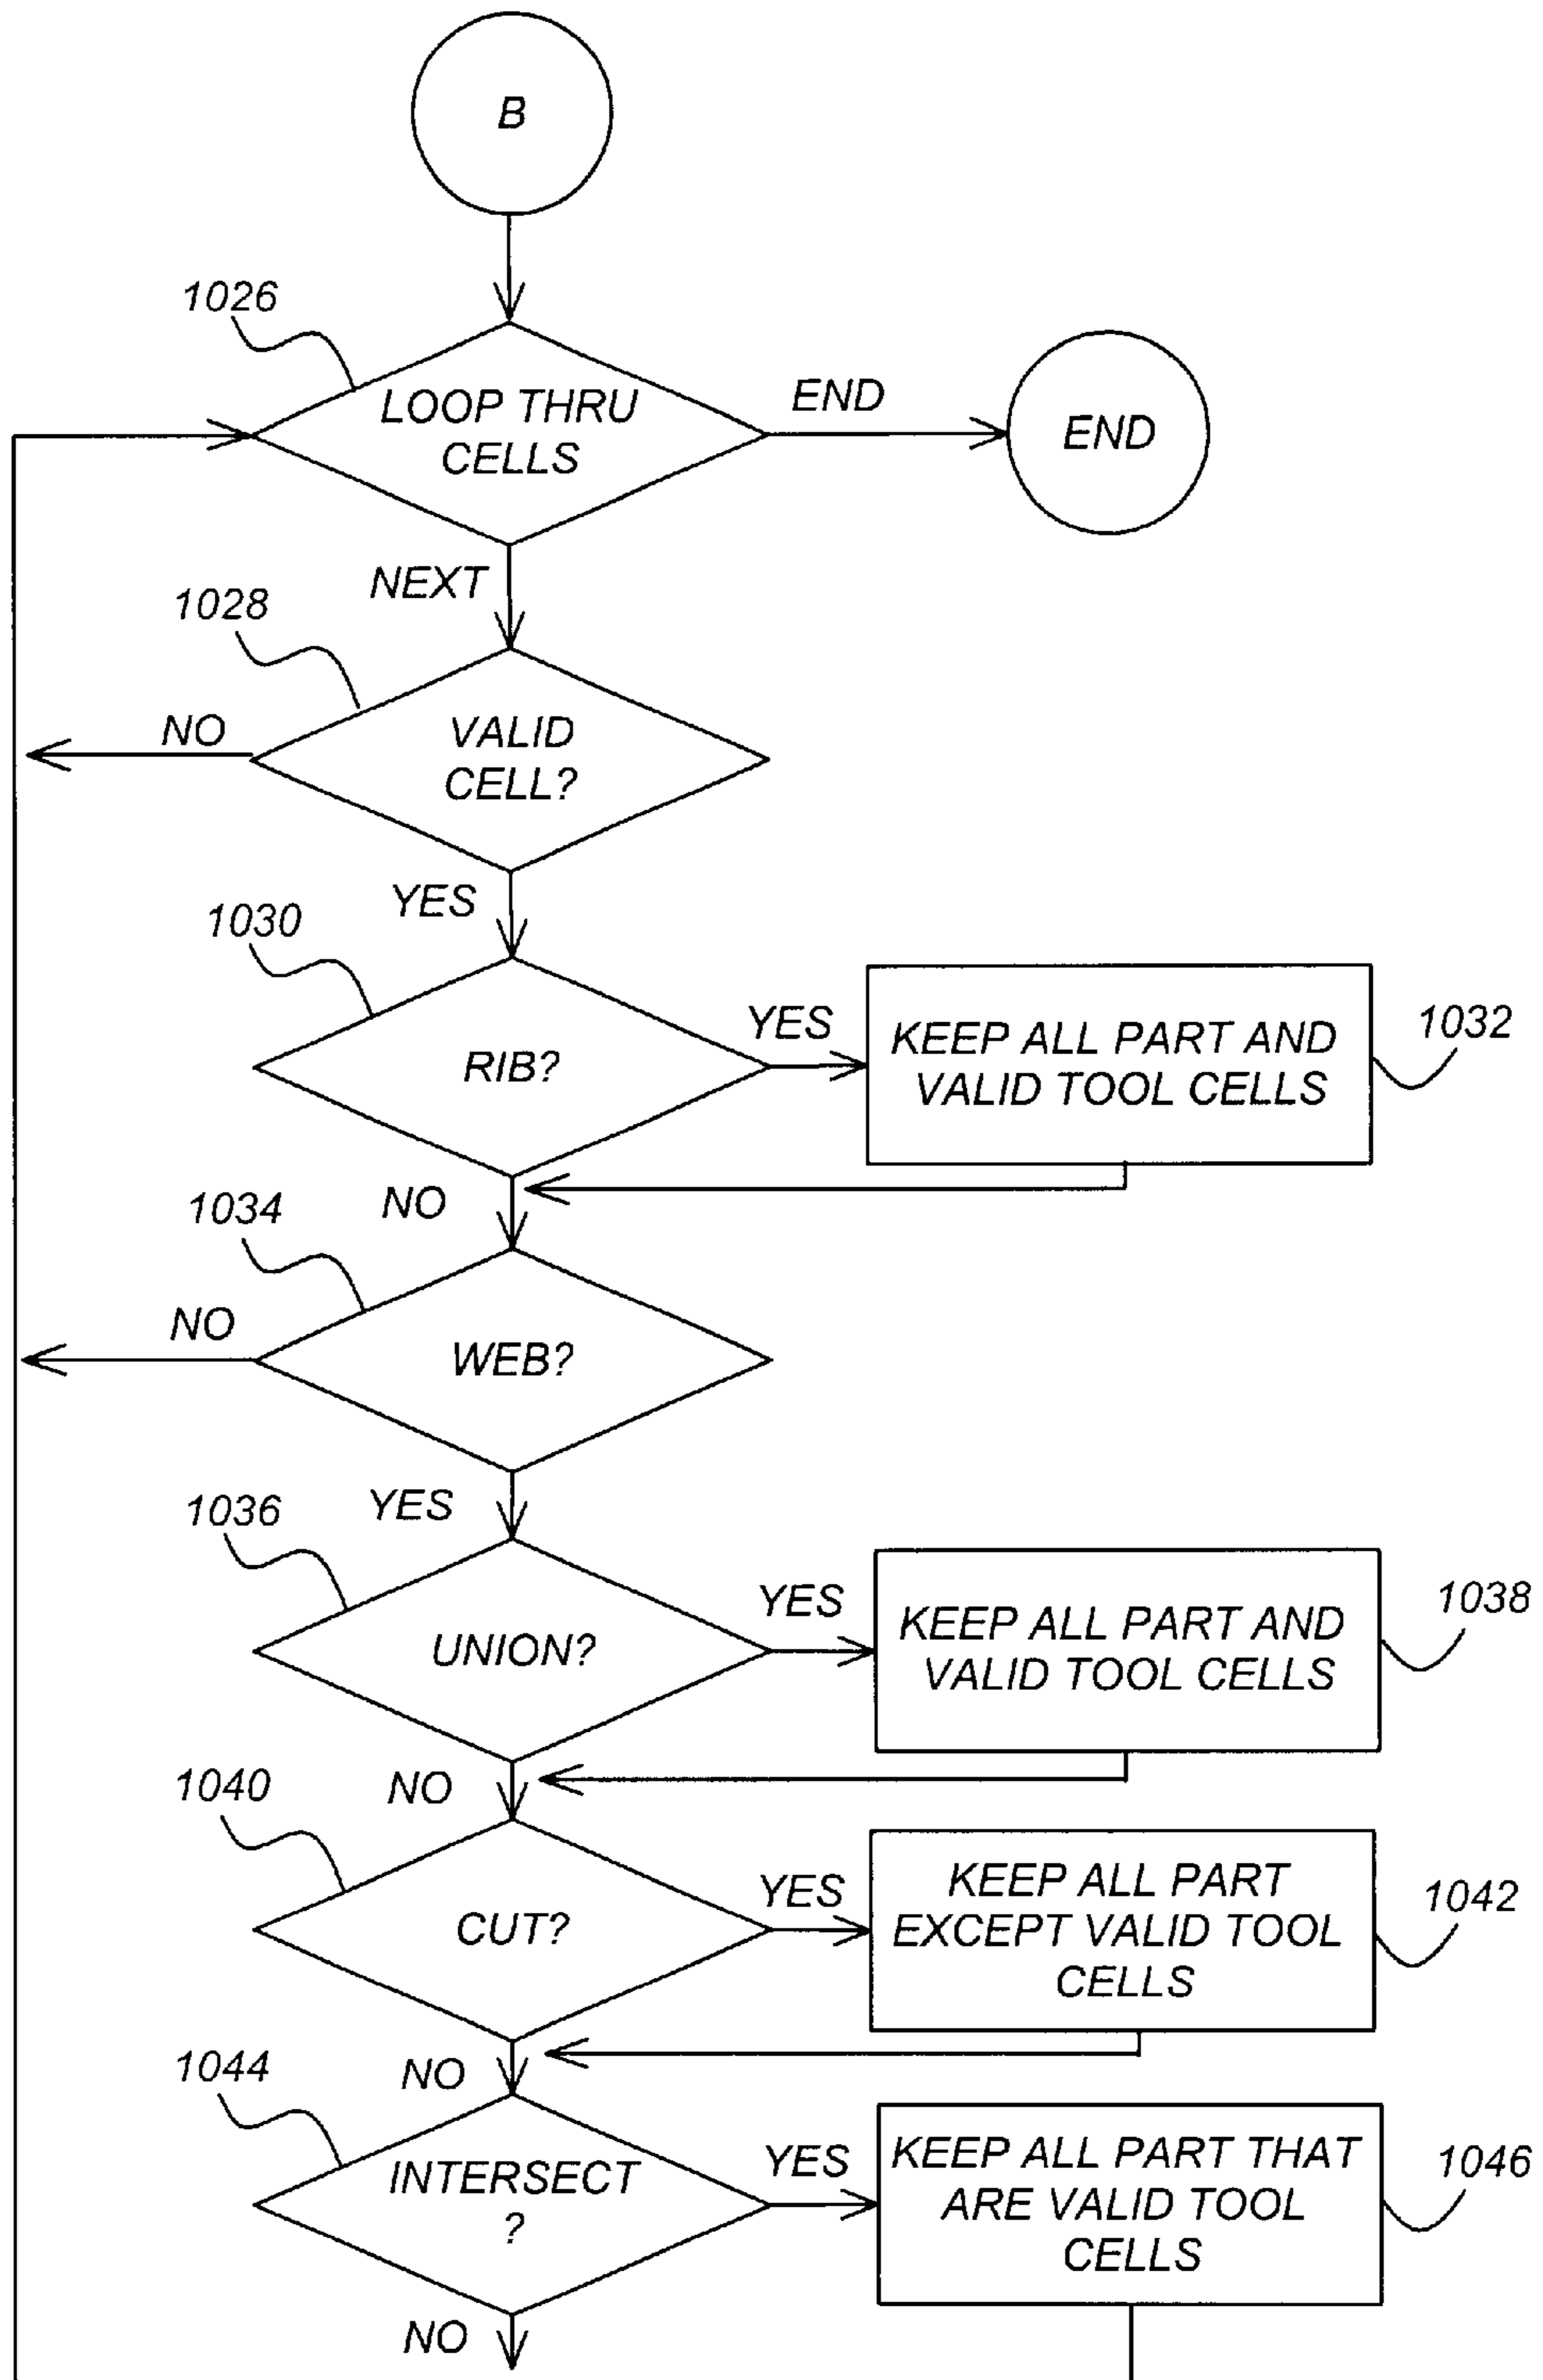 B
1026
LOOP THRU
CELLS
END
END
NEXT
1028
NO
VALID
CELL?
YES
1030
RIB?
YES
KEEP ALL PART AND
VALID TOOL CELLS
1032
NO
1034
NO
WEB?
YES
1036
UNION?
YES
KEEP ALL PART AND
VALID TOOL CELLS
1038
NO
1040
CUT?
YES
KEEP ALL PART
EXCEPT VALID TOOL
CELLS
1042
NO
1044
INTERSECT
?
YES
KEEP ALL PART THAT
ARE VALID TOOL
CELLS
1046
NO